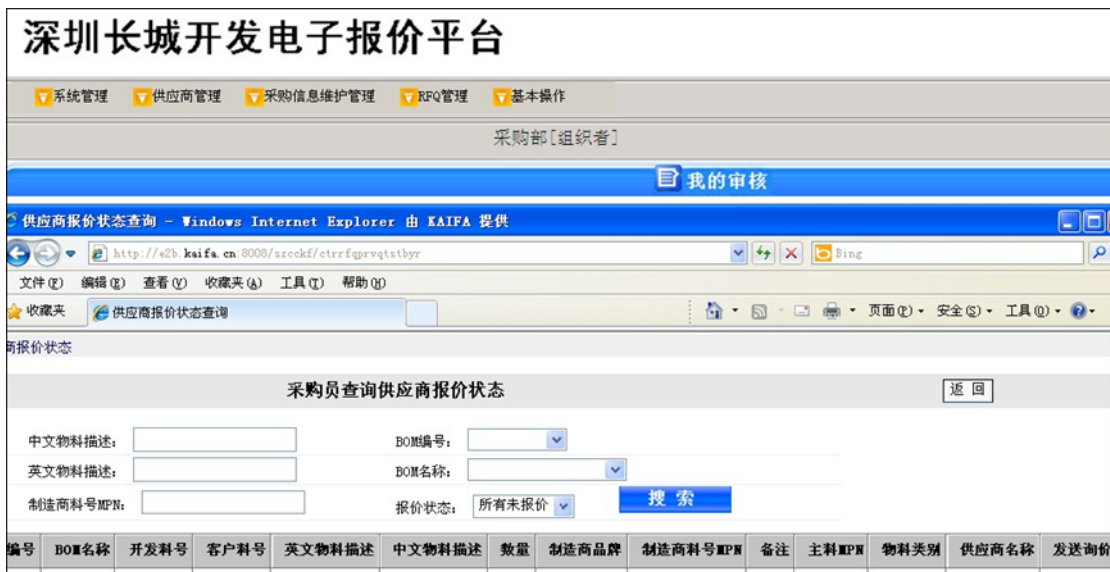 深圳长城开发电子报价平台
系统管理 供应商管理 采购信息维护管理 RFQ管理 基本操作
采购部[组织者]
我的审核
供应商报价状态查询 - Windows Internet Explorer 由 KAIFA 提供
http://e2b.kaifa.cn:8008/szcckf/ctrrfqprvqtstbyr Bing
文件(F) 编辑(E) 查看(V) 收藏夹(A) 工具(T) 帮助(H)
收藏夹 供应商报价状态查询 页面(P) 安全(S) 工具(O)
商报价状态
采购员查询供应商报价状态 返回
中文物料描述: BOM编号:
英文物料描述: BOM名称:
制造商料号MPN: 报价状态: 所有未报价 搜索
编号 BOM名称 开发料号 客户料号 英文物料描述 中文物料描述 数量 制造商品牌 制造商料号MPN 备注 主料MPN 物料类别 供应商名称 发送询价